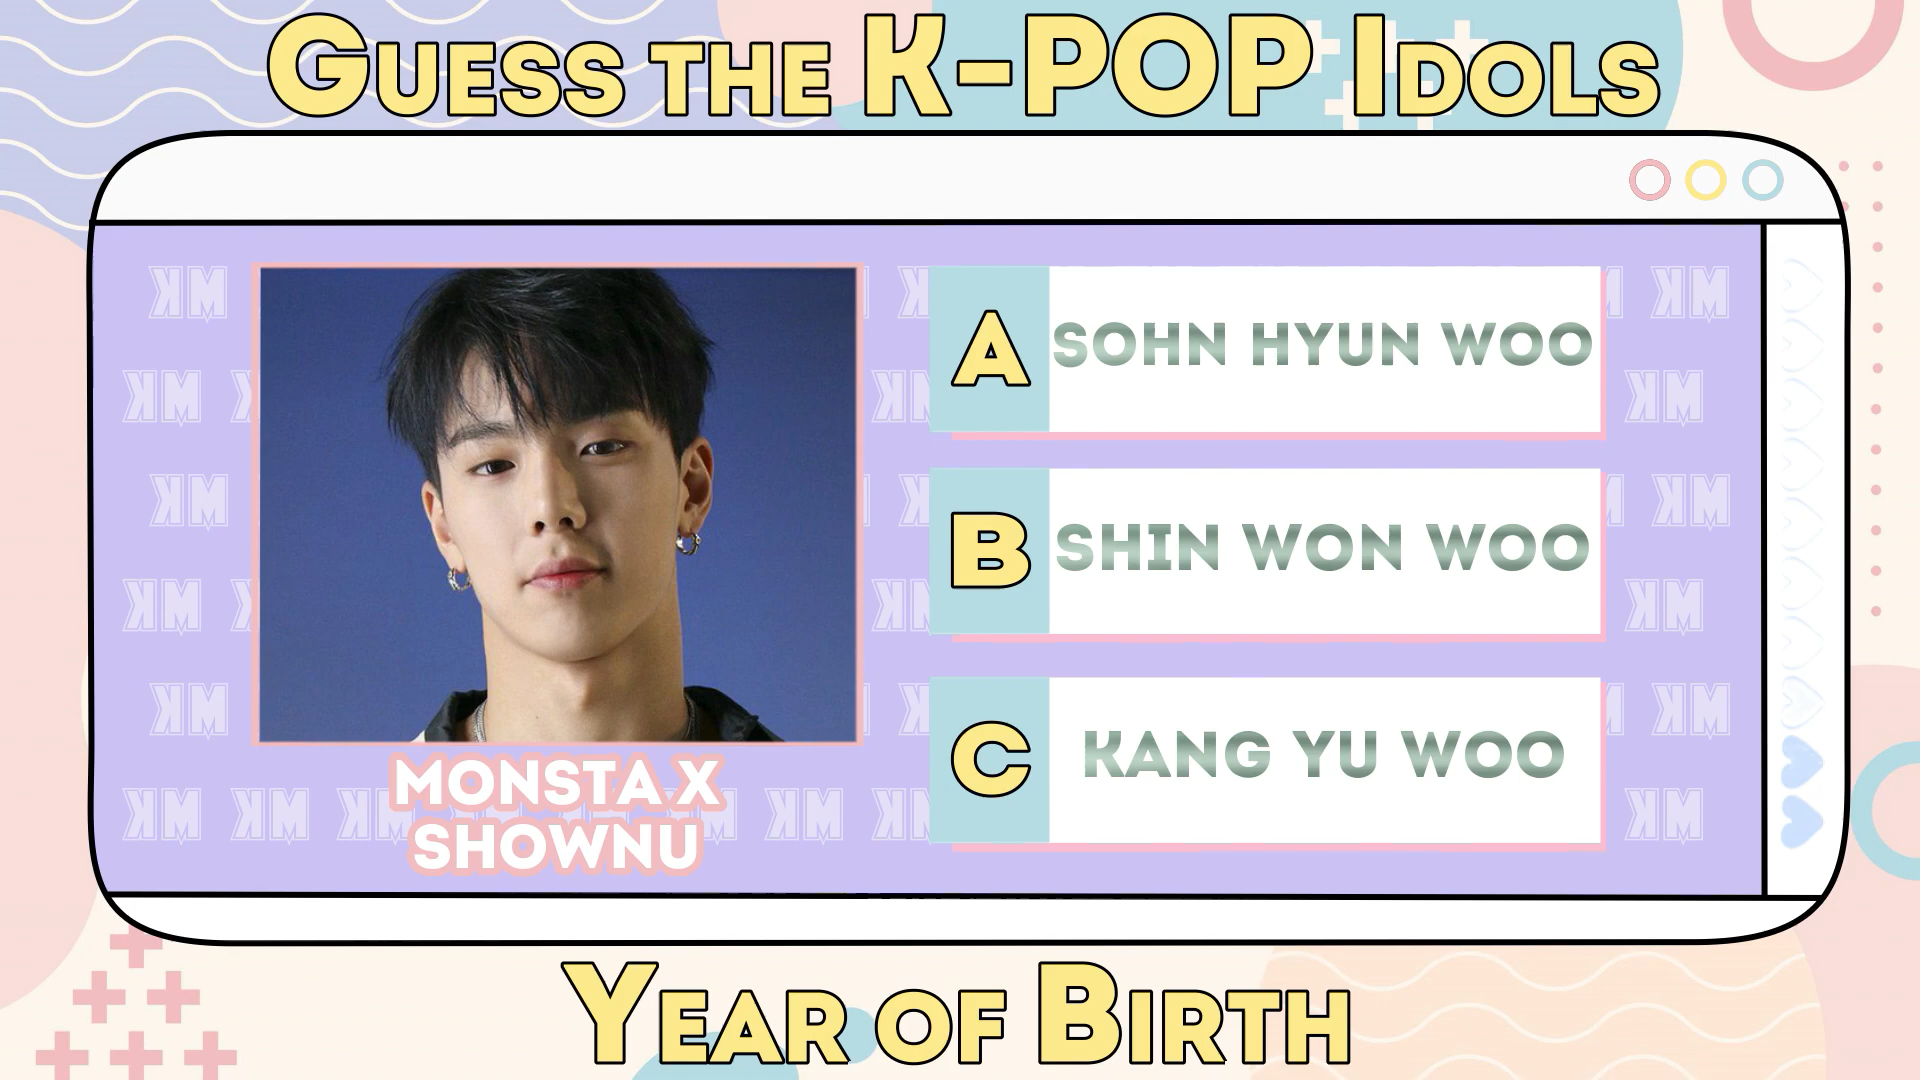 GUESS THE K-POP IDOLS
A SOHN HYUN WOO
B SHIN WON WOO
C KANG YU WOO
MONSTA X
SHOWNU
YEAR OF BIRTH